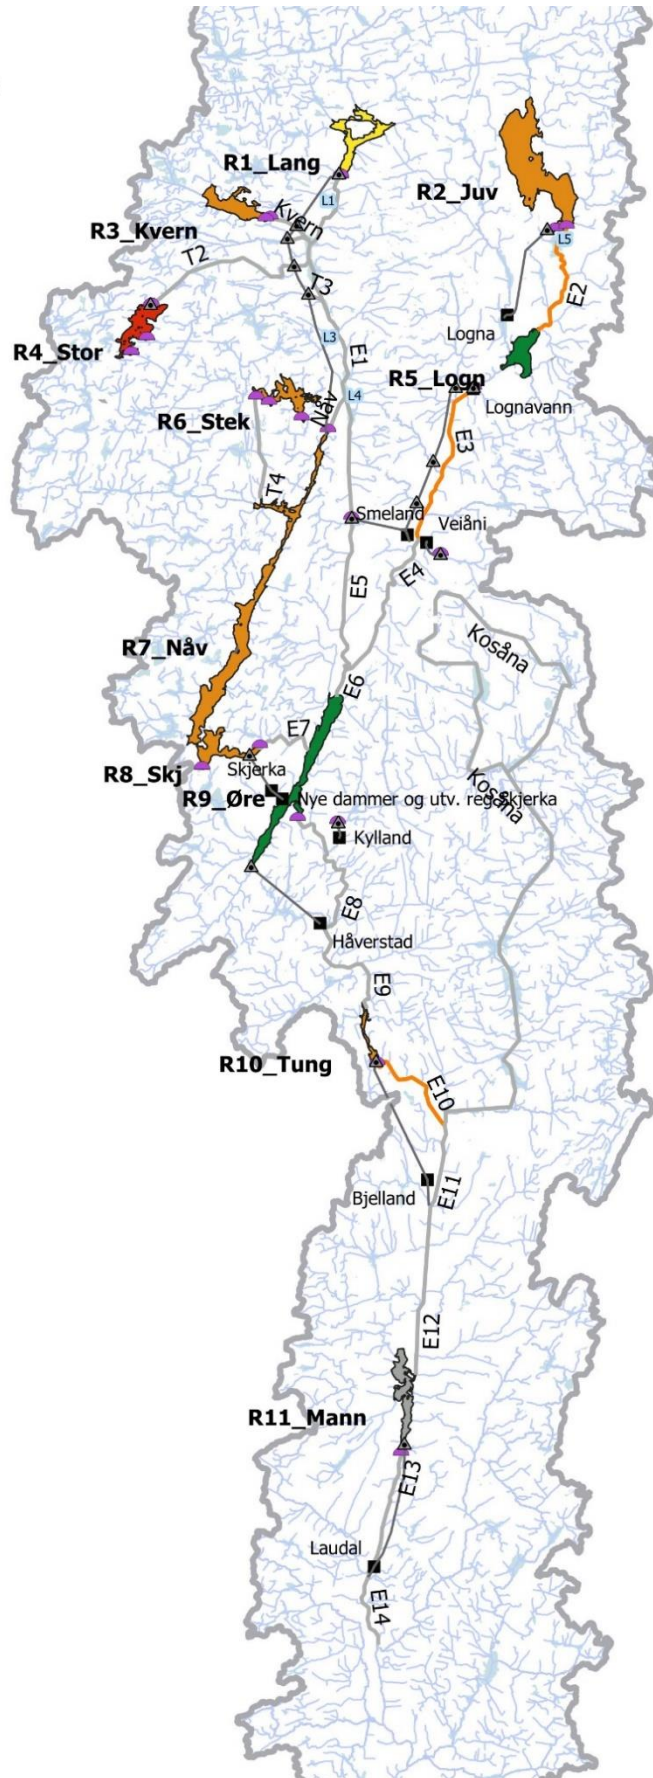 R1_Lang
L1
R2_Juv
Kvern
R3_Kvern
L5
T2
T3
E2
Logna
L3
E1
R4_Stor
R5_Logn
L4
R6_Stek
Nåv
Lognavann
E3
T4
Smeland
Veiåni
E4
E5
Kosåna
R7_Nåv
E6
E7
R8_Skj
Skjerka
R9_Øre
Nye dammer og utv. reg Skjerka
Kosåna
Kylland
E8
Håverstad
E9
R10_Tung
E10
Bjelland
E11
E12
R11_Mann
E13
Laudal
E14